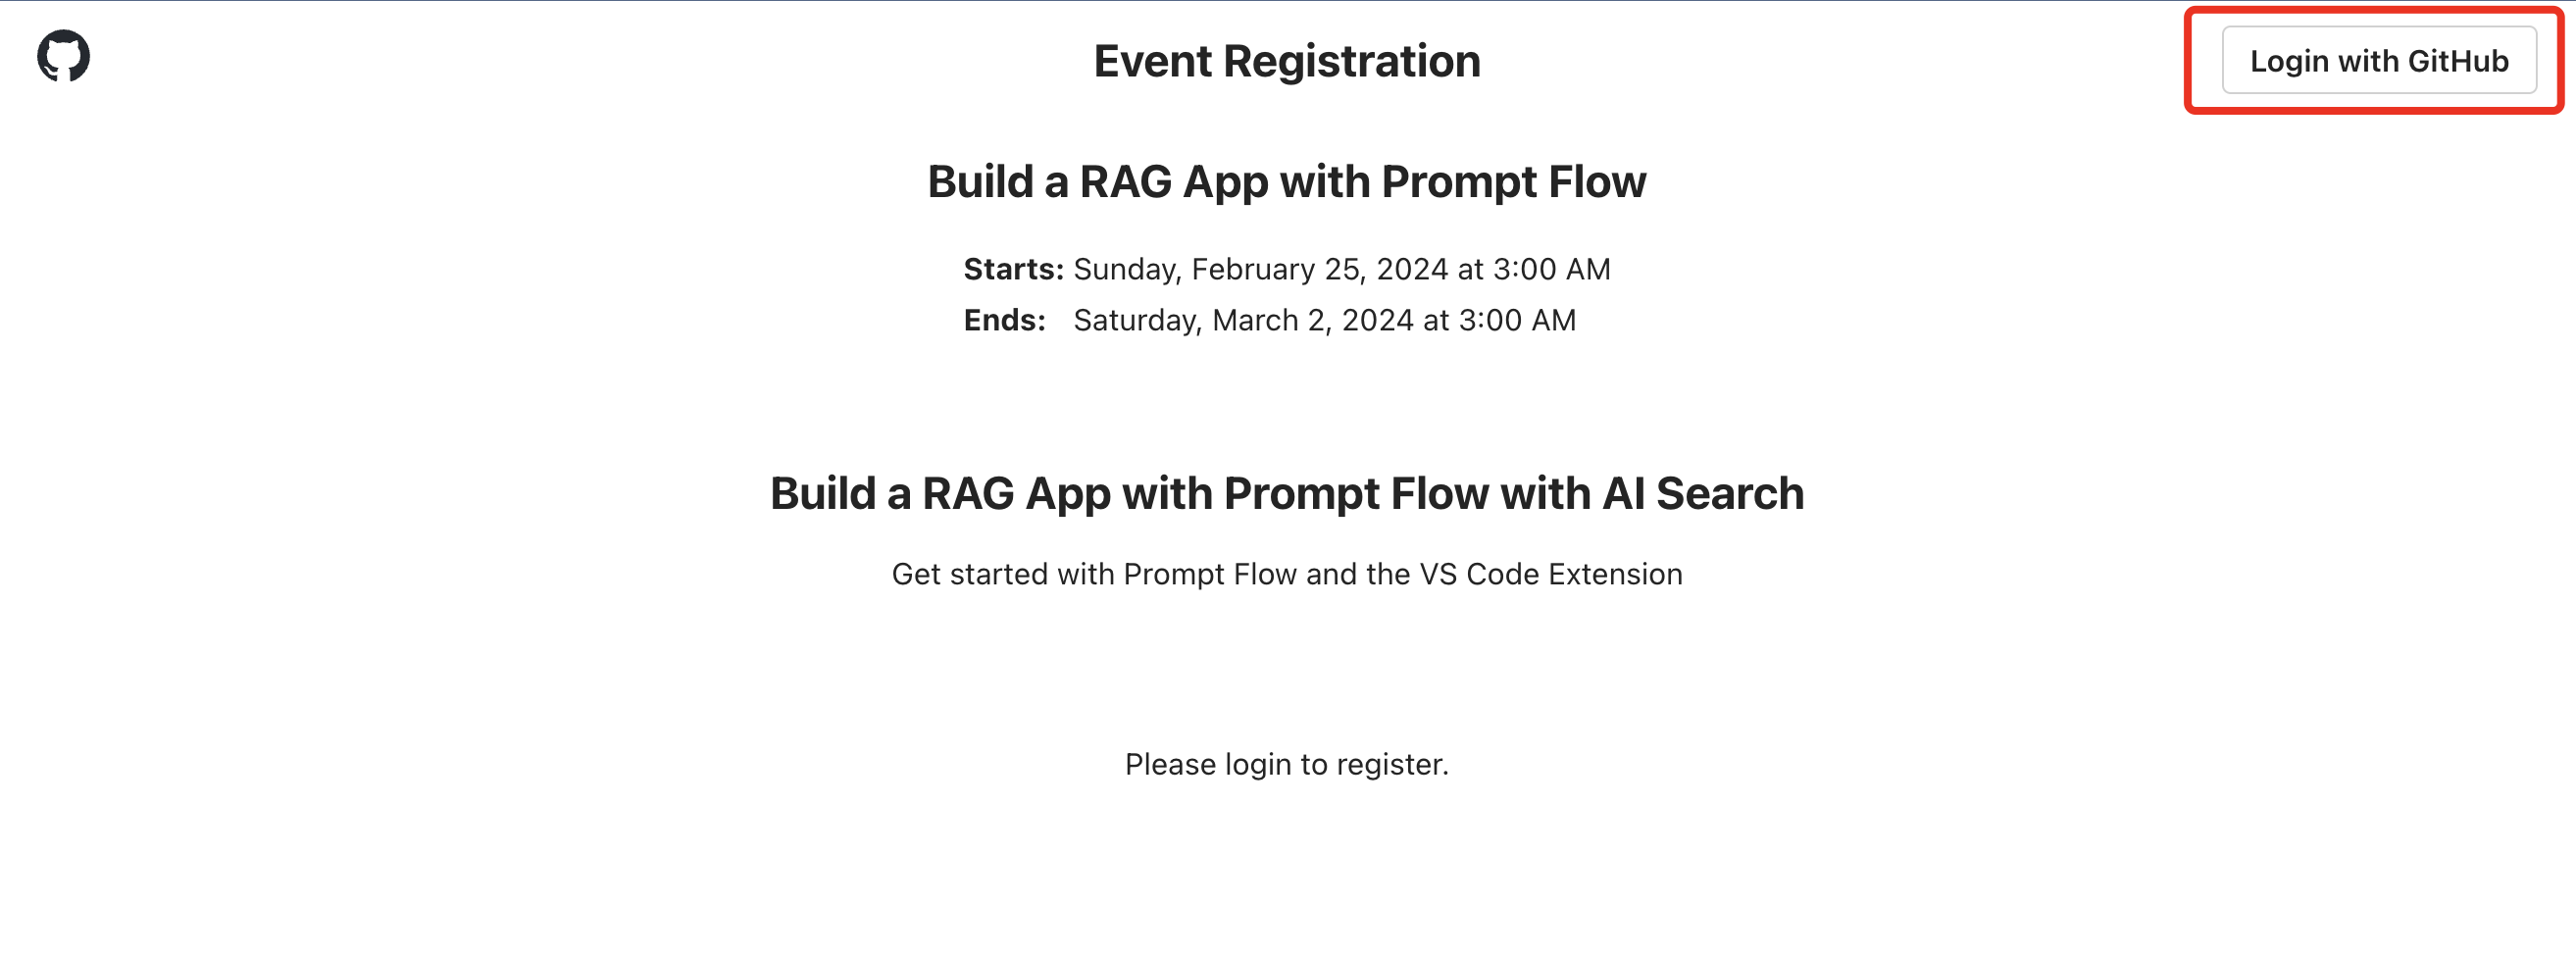 Event Registration
Login with GitHub
Build a RAG App with Prompt Flow
Starts: Sunday, February 25, 2024 at 3:00 AM
Ends: Saturday, March 2, 2024 at 3:00 AM
Build a RAG App with Prompt Flow with AI Search
Get started with Prompt Flow and the VS Code Extension
Please login to register.